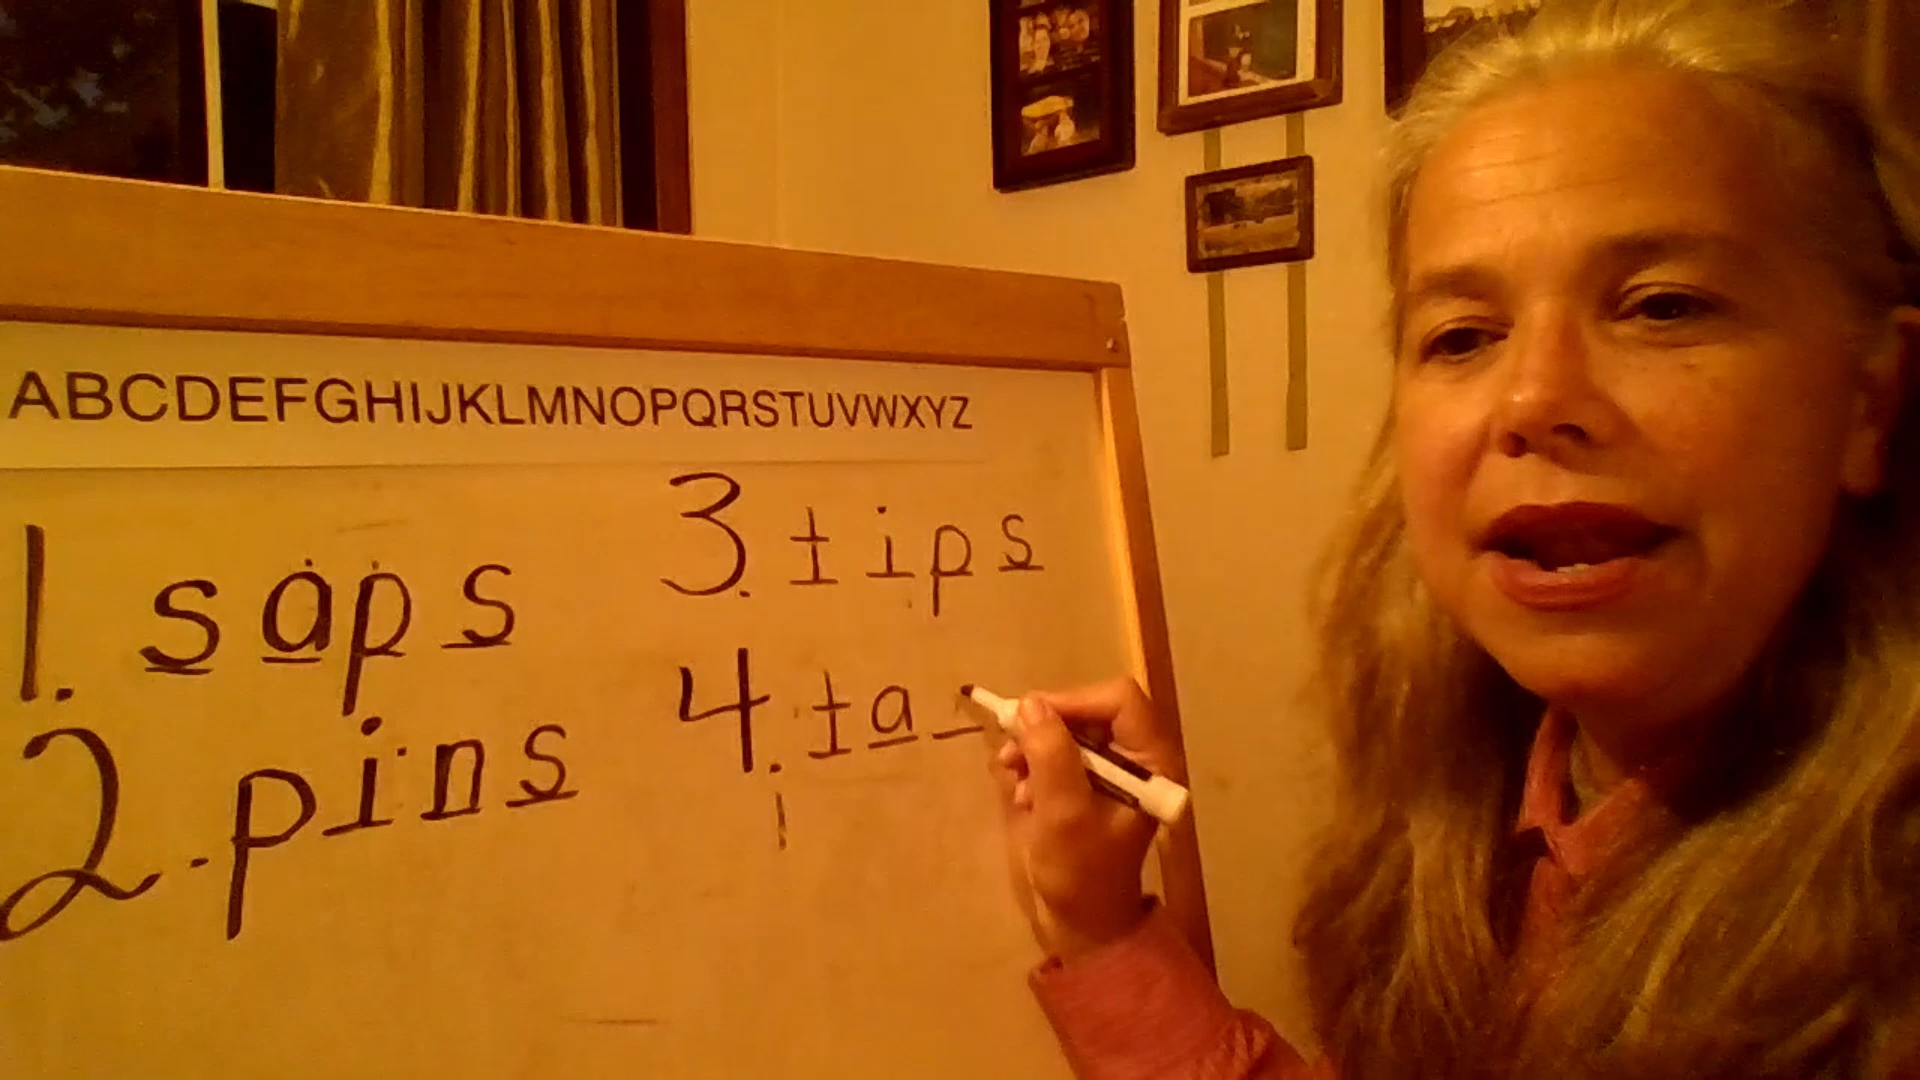 ABCDEFGHIJKLMNOPQRSTUVWXYZ
1. saps
2. pins
3. tips
4. ta